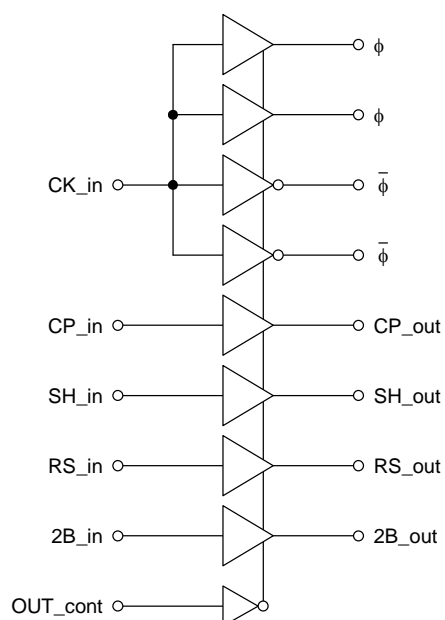 ϕ
ϕ
CK_in ϕ̅
ϕ̅
CP_in CP_out
SH_in SH_out
RS_in RS_out
2B_in 2B_out
OUT_cont